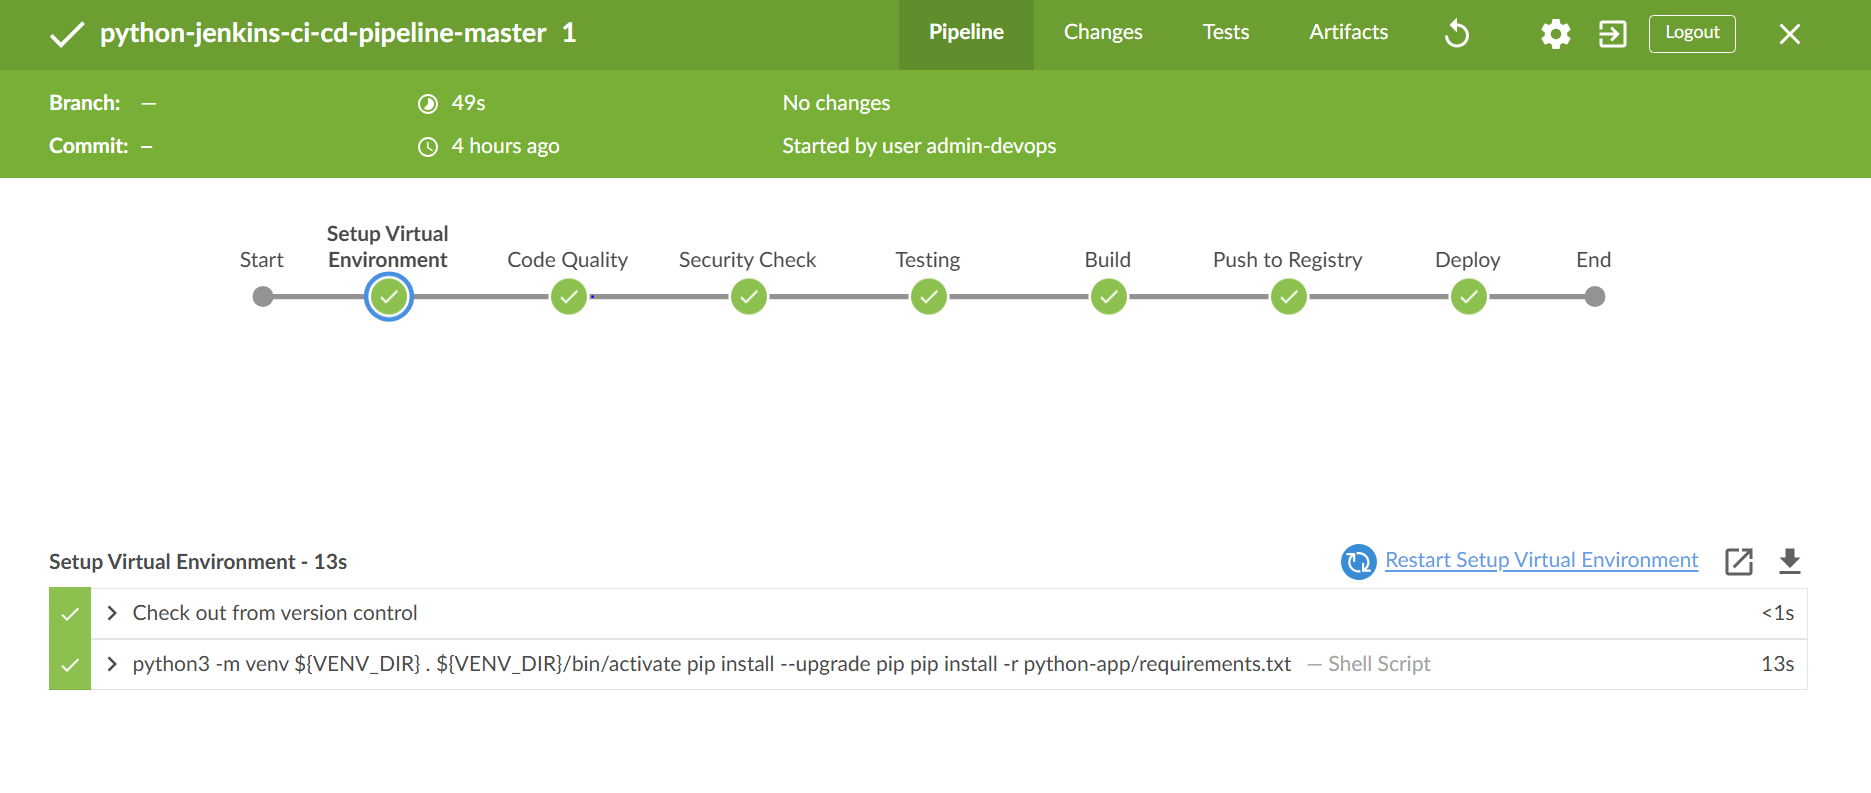 python-jenkins-ci-cd-pipeline-master 1
Pipeline
Changes
Tests
Artifacts
Logout
Branch: —
49s
No changes
Commit: –
4 hours ago
Started by user admin-devops
Start
Setup Virtual
Environment
Code Quality
Security Check
Testing
Build
Push to Registry
Deploy
End
Setup Virtual Environment - 13s
Restart Setup Virtual Environment
Check out from version control
<1s
python3 -m venv ${VENV_DIR} . ${VENV_DIR}/bin/activate pip install --upgrade pip pip install -r python-app/requirements.txt — Shell Script
13s